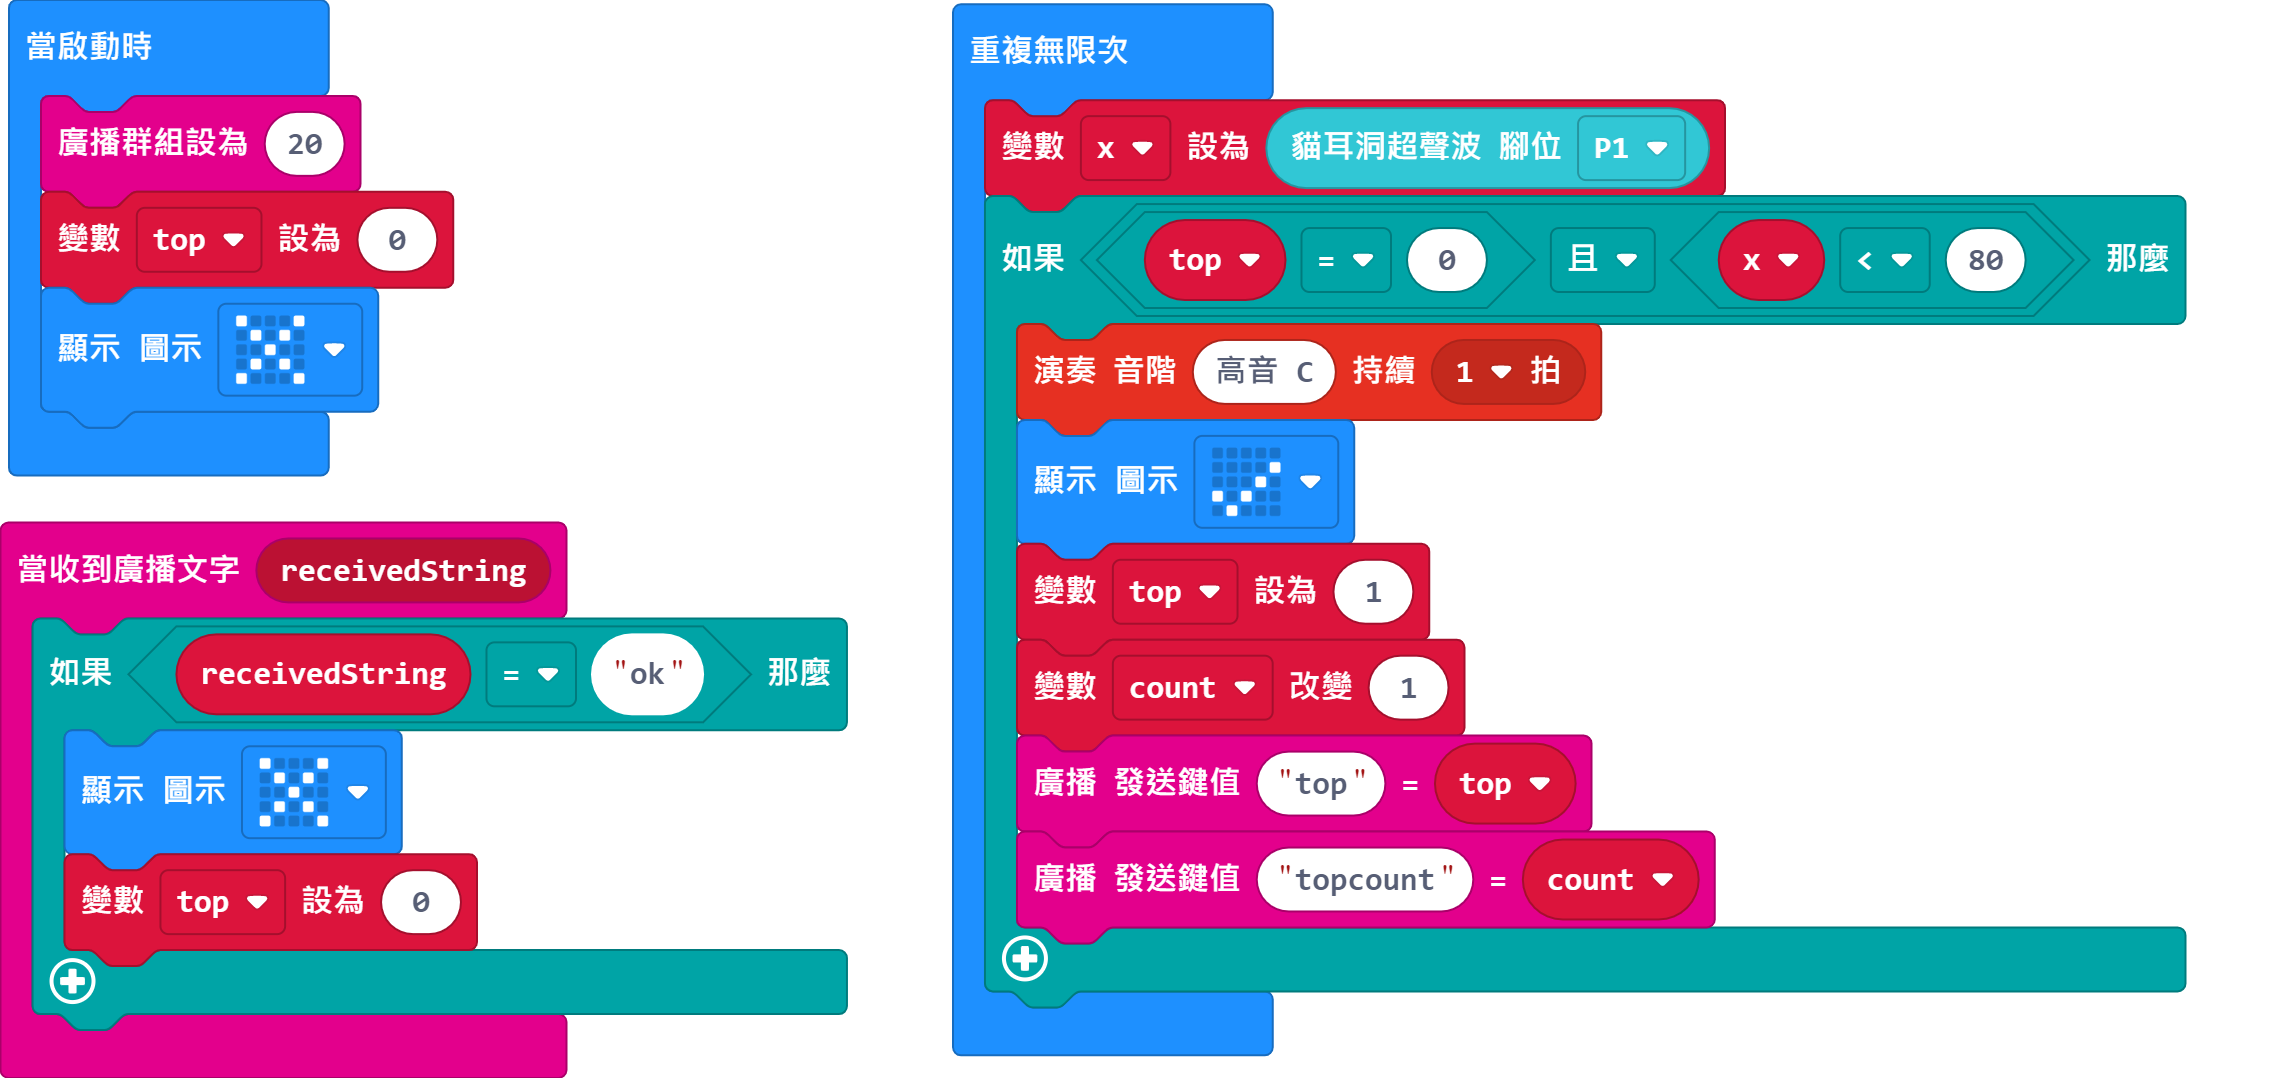 當啟動時
廣播群組設為 20
變數 top 設為 0
顯示 圖示
當收到廣播文字 receivedString
如果 receivedString = "ok" 那麼
顯示 圖示
變數 top 設為 0
重複無限次
變數 x 設為 貓耳洞超聲波 腳位 P1
如果 top = 0 且 x < 80 那麼
演奏 音階 高音 C 持續 1 拍
顯示 圖示
變數 top 設為 1
變數 count 改變 1
廣播 發送鍵值 "top" = top
廣播 發送鍵值 "topcount" = count